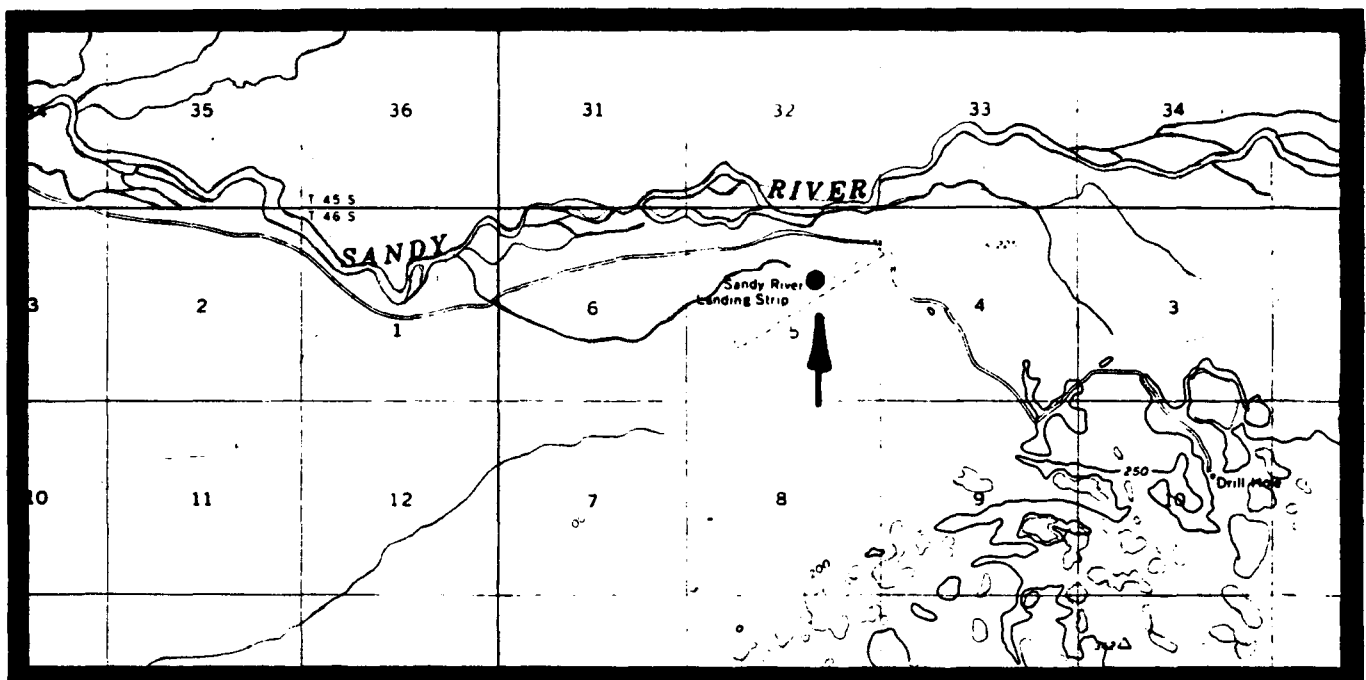 35 36 31 32 33 34
T 45 S
T 46 S
RIVER
SANDY
Sandy River
Landing Strip
3 2 1 6 5 4 3
250
Drill Hole
10 11 12 7 8 9
200